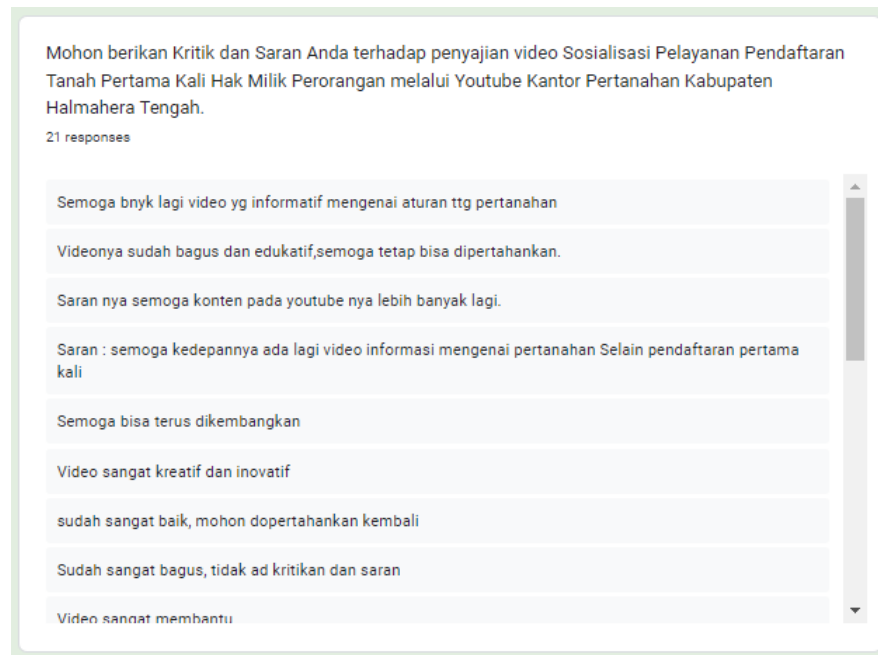 Mohon berikan Kritik dan Saran Anda terhadap penyajian video Sosialisasi Pelayanan Pendaftaran
Tanah Pertama Kali Hak Milik Perorangan melalui Youtube Kantor Pertanahan Kabupaten
Halmahera Tengah.
21 responses
Semoga bnyk lagi video yg informatif mengenai aturan ttg pertanahan
Videonya sudah bagus dan edukatif,semoga tetap bisa dipertahankan.
Saran nya semoga konten pada youtube nya lebih banyak lagi.
Saran : semoga kedepannya ada lagi video informasi mengenai pertanahan Selain pendaftaran pertama
kali
Semoga bisa terus dikembangkan
Video sangat kreatif dan inovatif
sudah sangat baik, mohon dopertahankan kembali
Sudah sangat bagus, tidak ad kritikan dan saran
Video sangat membantu